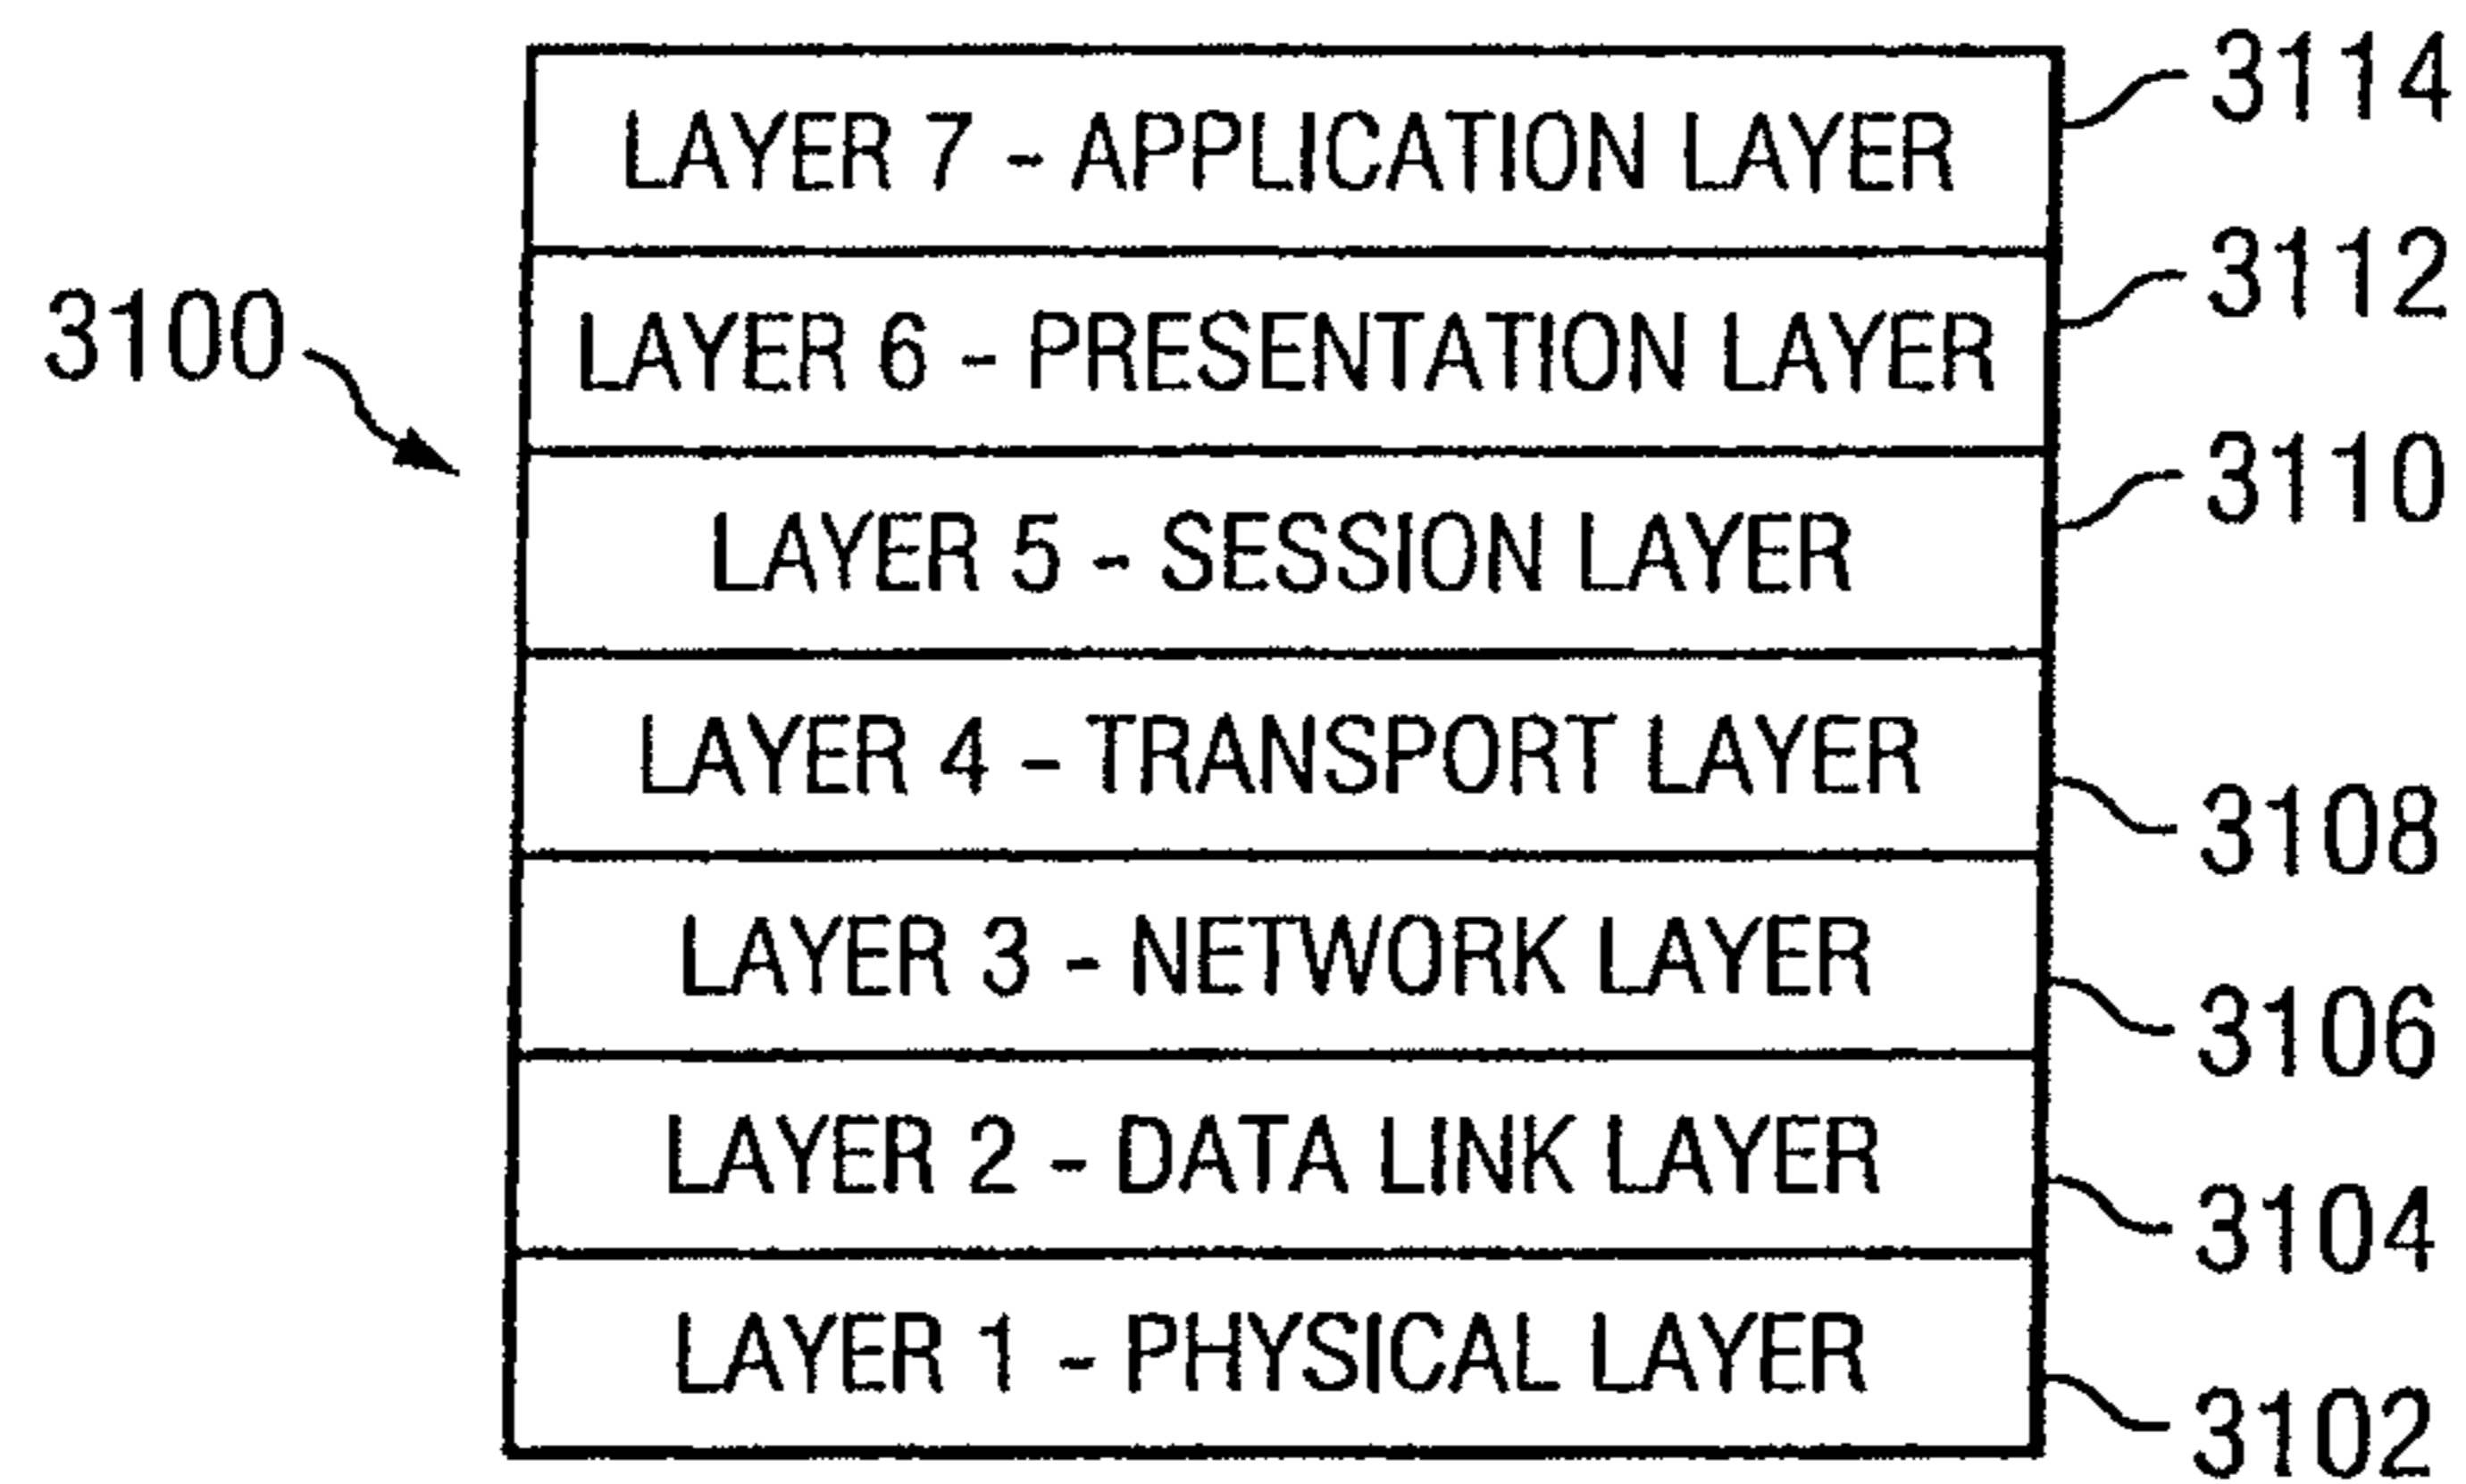 3114
LAYER 7 - APPLICATION LAYER
3112
LAYER 6 - PRESENTATION LAYER
3100
3110
LAYER 5 - SESSION LAYER
LAYER 4 - TRANSPORT LAYER
3108
LAYER 3 - NETWORK LAYER
3106
LAYER 2 - DATA LINK LAYER
3104
LAYER 1 - PHYSICAL LAYER
3102